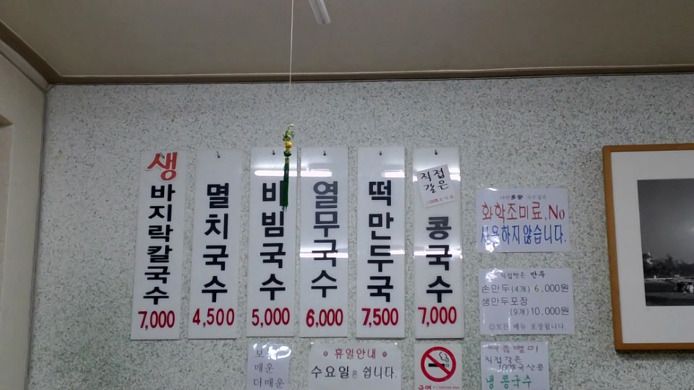 생
바지락칼국수
7,000
멸치국수
4,500
비빔국수
5,000
열무국수
6,000
떡만두국
7,500
직접
갈은
콩국수
7,000
화학조미료 No
사용하지 않습니다.
만두
손만두(4개) 6,000원
생만두포장
(9개) 10,000원
매운
더매운
휴일안내
수요일은 쉽니다.
직접갈은
100% 국산콩
냉콩국수